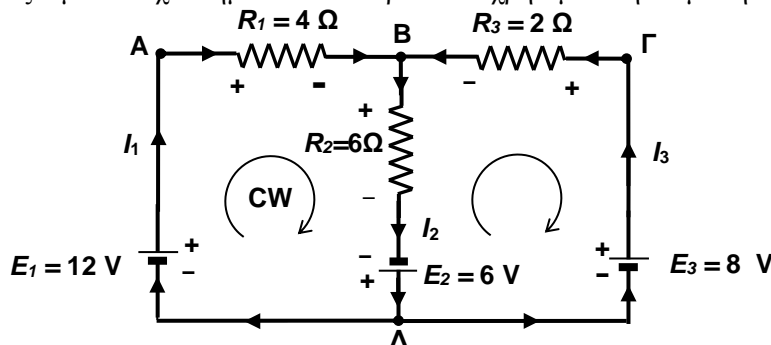 R1 = 4 Ω
R3 = 2 Ω
A
B
Γ
+
-
–
+
+
I1
R2=6Ω
I3
CW
–
I2
+
–
E1 = 12 V
–
+
E2 = 6 V
+
-
E3 = 8 V